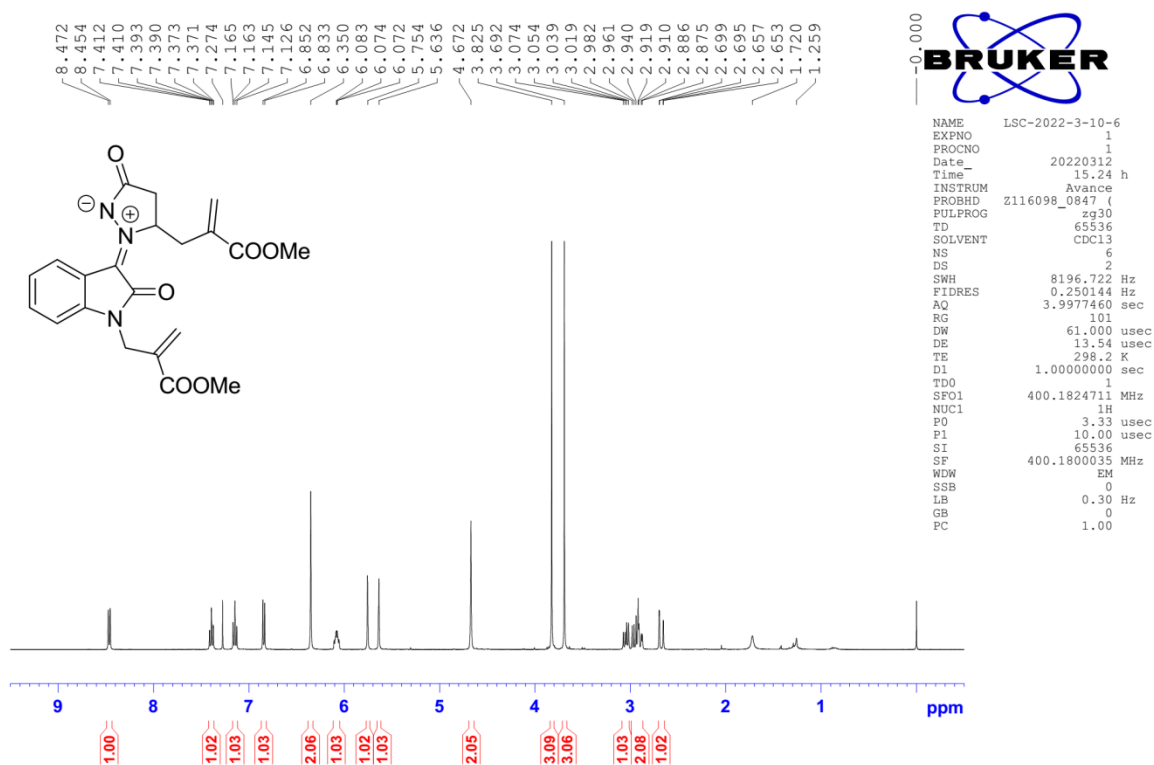 8.472
8.454
7.412
7.410
7.393
7.390
7.373
7.371
7.274
7.165
7.163
7.145
7.126
6.852
6.833
6.350
6.083
6.074
6.072
5.754
5.636
4.672
3.825
3.692
3.074
3.054
3.039
3.019
2.982
2.961
2.940
2.919
2.910
2.886
2.875
2.699
2.695
2.657
2.653
1.720
1.259
-0.000
BRUKER
NAME LSC-2022-3-10-6
EXPNO 1
PROCNO 1
Date_ 20220312
Time 15.24 h
INSTRUM Avance
PROBHD Z116098_0847 (
PULPROG zg30
TD 65536
SOLVENT CDCl3
NS 6
DS 2
SWH 8196.722 Hz
FIDRES 0.250144 Hz
AQ 3.9977460 sec
RG 101
DW 61.000 usec
DE 13.54 usec
TE 298.2 K
D1 1.00000000 sec
TD0 1
SFO1 400.1824711 MHz
NUC1 1H
P0 3.33 usec
P1 10.00 usec
SI 65536
SF 400.1800035 MHz
WDW EM
SSB 0
LB 0.30 Hz
GB 0
PC 1.00
O
⊖ N ⊕
N
COOMe
O
N
COOMe
9 8 7 6 5 4 3 2 1 ppm
1.00 1.02 1.03 1.03 2.06 1.03 1.02 1.03 2.05 3.09 3.06 1.03 2.08 1.02